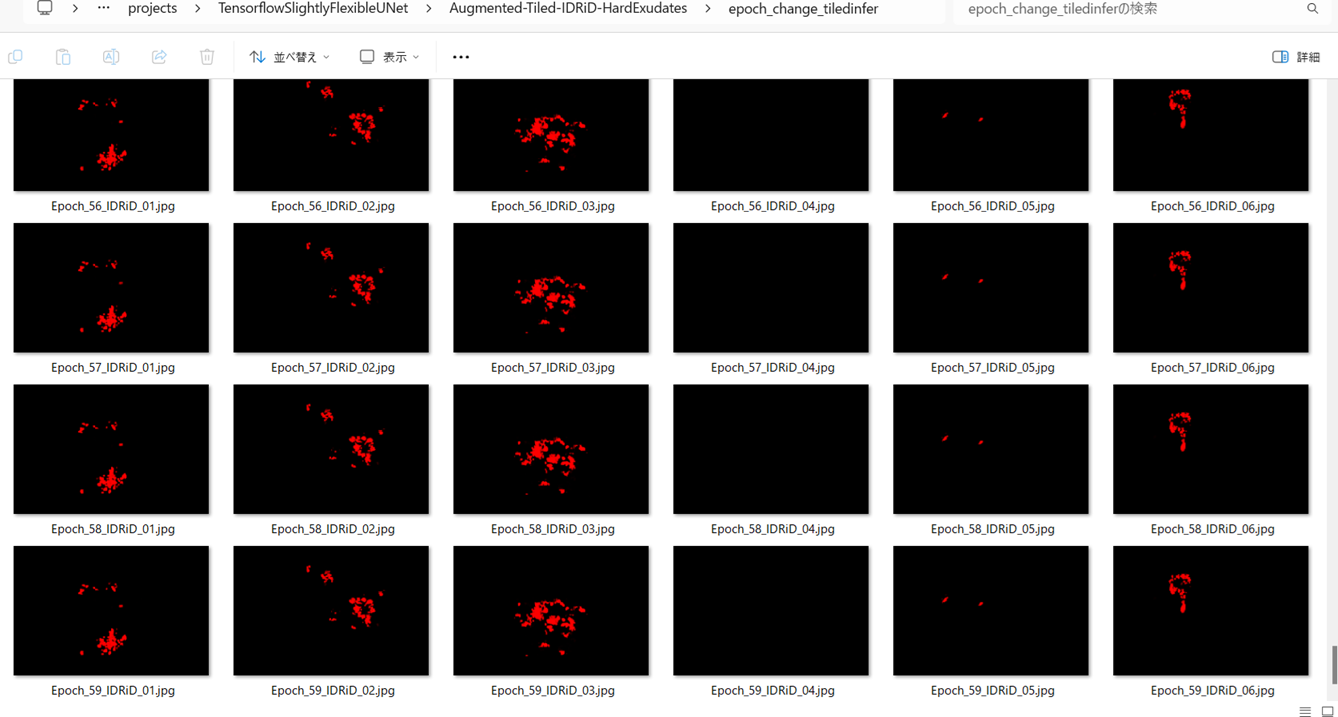 projects > TensorflowSlightlyFlexibleUNet > Augmented-Tiled-IDRiD-HardExudates > epoch_change_tiledinfer
epoch_change_tiledinferの検索
並べ替え 表示 詳細
Epoch_56_IDRiD_01.jpg Epoch_56_IDRiD_02.jpg Epoch_56_IDRiD_03.jpg Epoch_56_IDRiD_04.jpg Epoch_56_IDRiD_05.jpg Epoch_56_IDRiD_06.jpg
Epoch_57_IDRiD_01.jpg Epoch_57_IDRiD_02.jpg Epoch_57_IDRiD_03.jpg Epoch_57_IDRiD_04.jpg Epoch_57_IDRiD_05.jpg Epoch_57_IDRiD_06.jpg
Epoch_58_IDRiD_01.jpg Epoch_58_IDRiD_02.jpg Epoch_58_IDRiD_03.jpg Epoch_58_IDRiD_04.jpg Epoch_58_IDRiD_05.jpg Epoch_58_IDRiD_06.jpg
Epoch_59_IDRiD_01.jpg Epoch_59_IDRiD_02.jpg Epoch_59_IDRiD_03.jpg Epoch_59_IDRiD_04.jpg Epoch_59_IDRiD_05.jpg Epoch_59_IDRiD_06.jpg